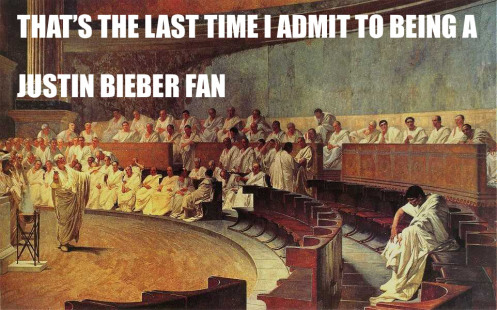 THAT'S THE LAST TIME I ADMIT TO BEING A
JUSTIN BIEBER FAN